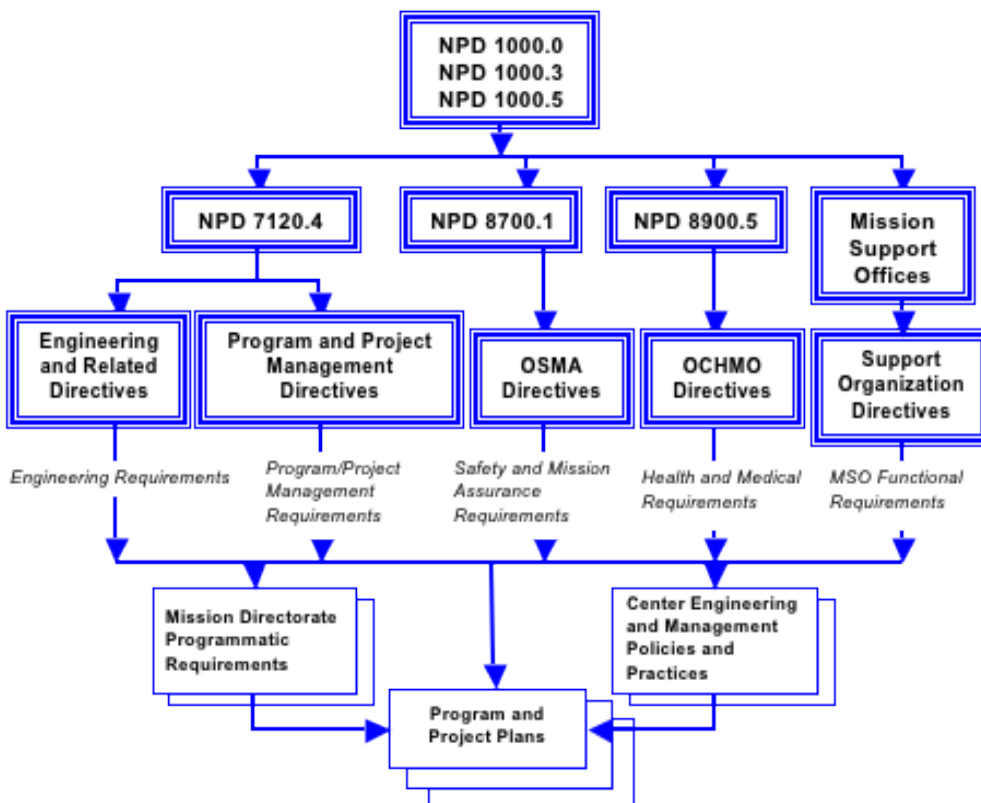 NPD 1000.0
NPD 1000.3
NPD 1000.5
NPD 7120.4
NPD 8700.1
NPD 8900.5
Mission
Support
Offices
Engineering
and Related
Directives
Program and Project
Management
Directives
OSMA
Directives
OCHMO
Directives
Support
Organization
Directives
Engineering Requirements
Program/Project
Management
Requirements
Safety and Mission
Assurance
Requirements
Health and Medical
Requirements
MSO Functional
Requirements
Mission Directorate
Programmatic
Requirements
Center Engineering
and Management
Policies and
Practices
Program and
Project Plans